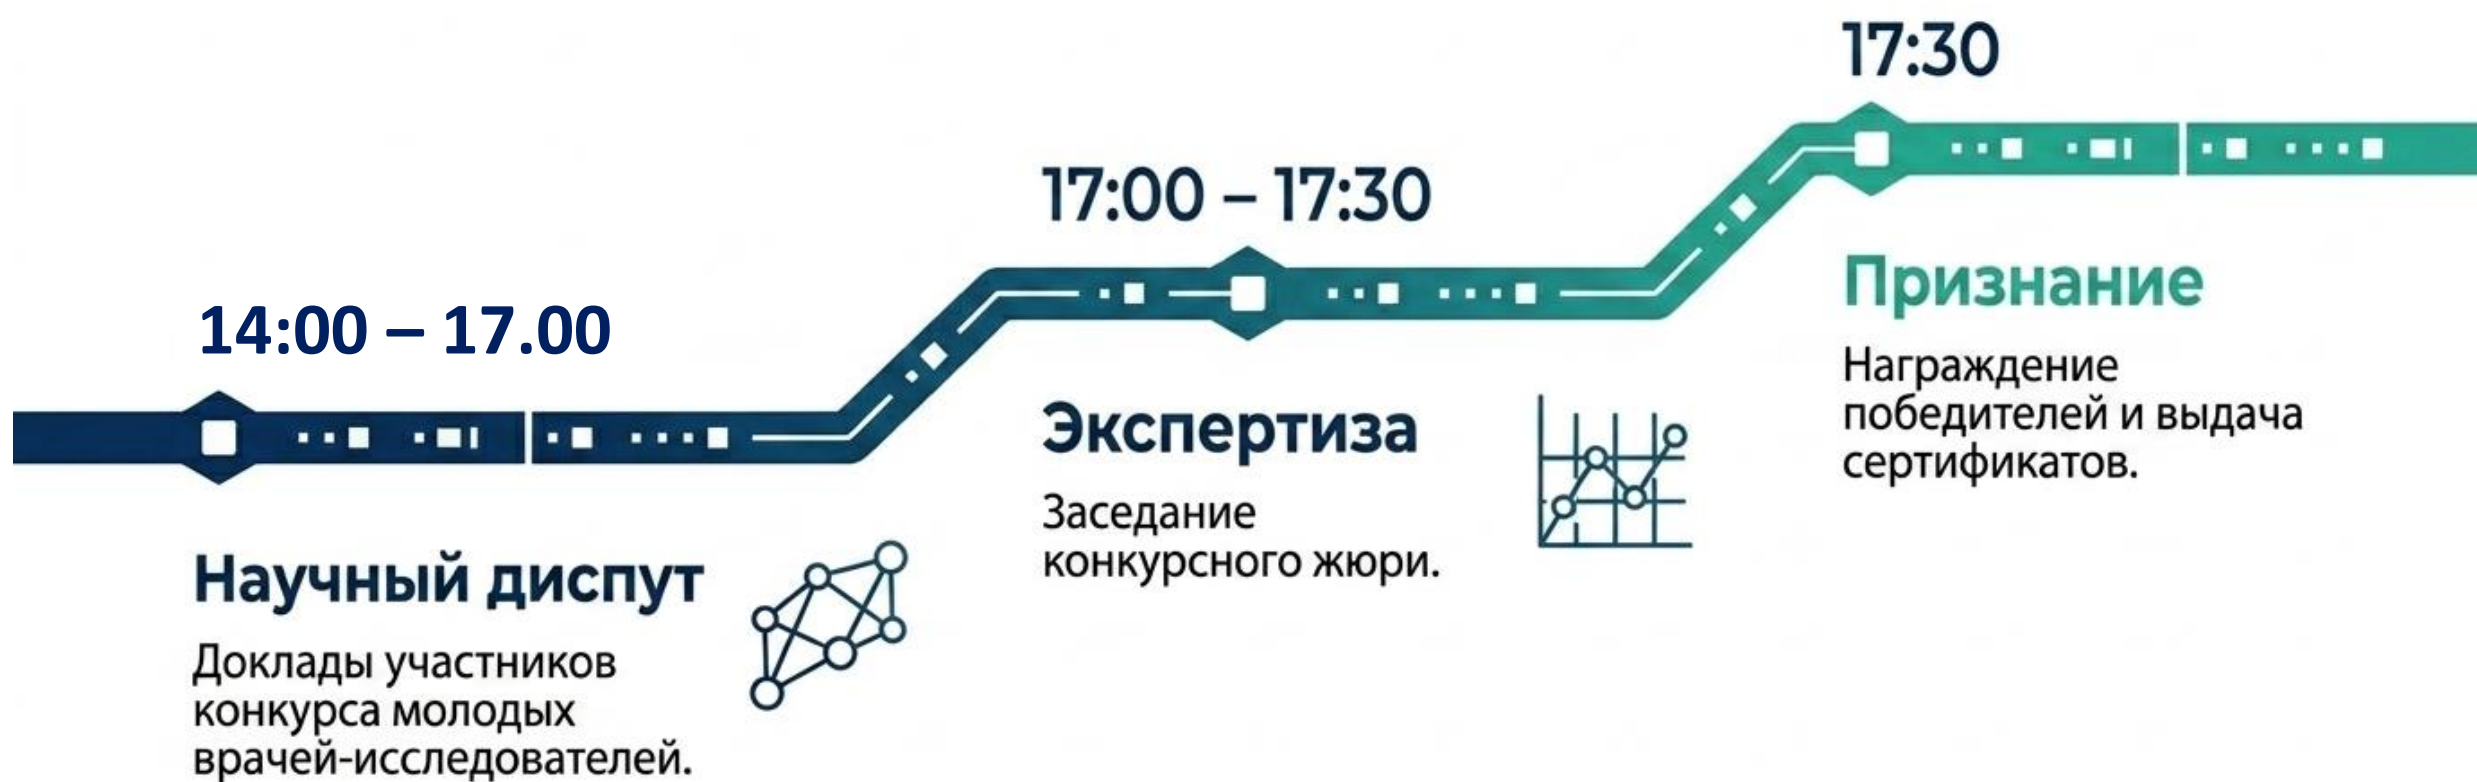 14:00 – 17.00
Научный диспут
Доклады участников
конкурса молодых
врачей-исследователей.
17:00 – 17:30
Экспертиза
Заседание
конкурсного жюри.
17:30
Признание
Награждение
победителей и выдача
сертификатов.